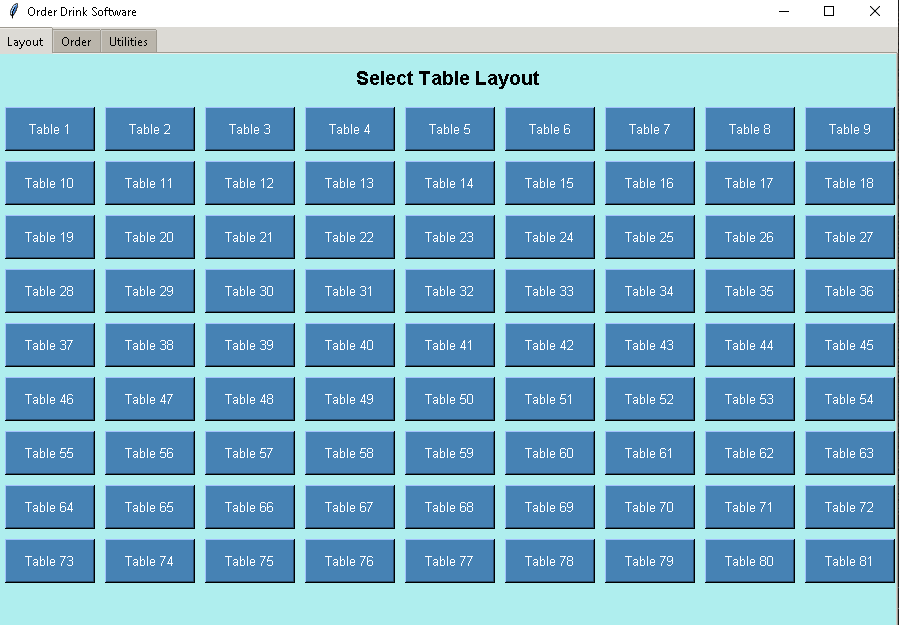 Order Drink Software
Layout Order Utilities
Select Table Layout
Table 1 Table 2 Table 3 Table 4 Table 5 Table 6 Table 7 Table 8 Table 9
Table 10 Table 11 Table 12 Table 13 Table 14 Table 15 Table 16 Table 17 Table 18
Table 19 Table 20 Table 21 Table 22 Table 23 Table 24 Table 25 Table 26 Table 27
Table 28 Table 29 Table 30 Table 31 Table 32 Table 33 Table 34 Table 35 Table 36
Table 37 Table 38 Table 39 Table 40 Table 41 Table 42 Table 43 Table 44 Table 45
Table 46 Table 47 Table 48 Table 49 Table 50 Table 51 Table 52 Table 53 Table 54
Table 55 Table 56 Table 57 Table 58 Table 59 Table 60 Table 61 Table 62 Table 63
Table 64 Table 65 Table 66 Table 67 Table 68 Table 69 Table 70 Table 71 Table 72
Table 73 Table 74 Table 75 Table 76 Table 77 Table 78 Table 79 Table 80 Table 81